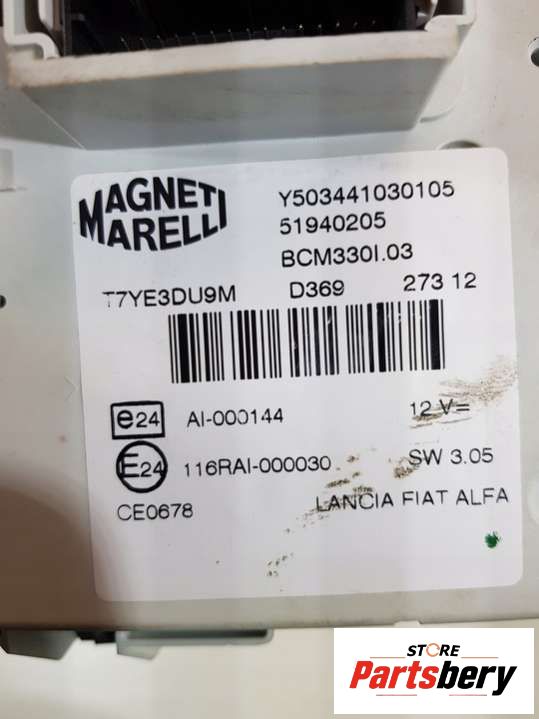 MAGNETI
MARELLI
Y503441030105
51940205
BCM330I.03
T7YE3DU9M D369 273 12
e24 AI-000144 12 V=
E24 116RAI-000030 SW 3.05
CE0678 LANCIA FIAT ALFA
STORE
Partsbery